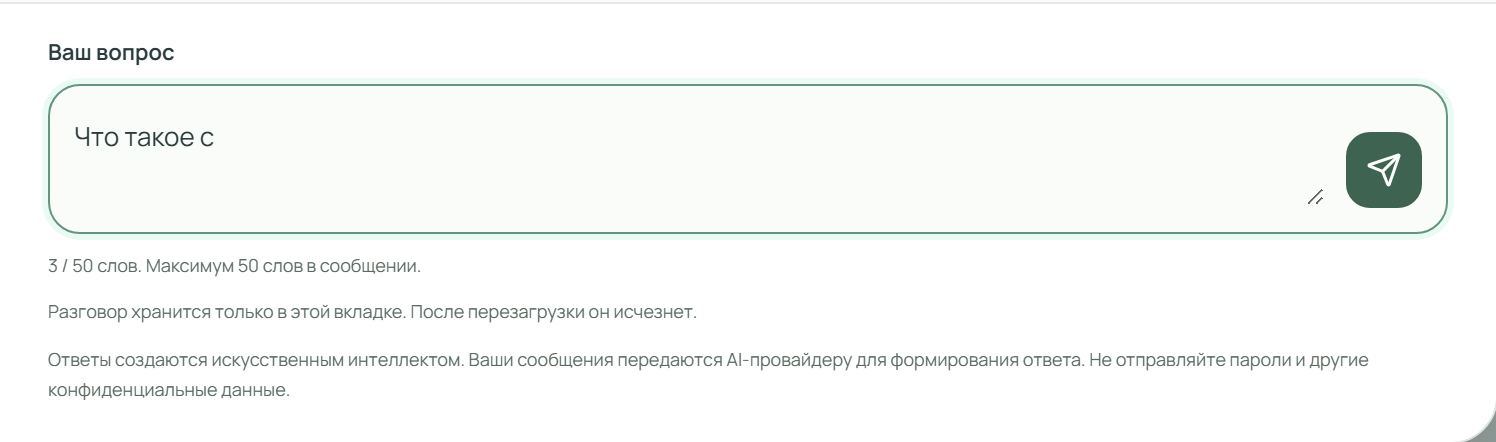 Ваш вопрос
Что такое с
3 / 50 слов. Максимум 50 слов в сообщении.
Разговор хранится только в этой вкладке. После перезагрузки он исчезнет.
Ответы создаются искусственным интеллектом. Ваши сообщения передаются AI-провайдеру для формирования ответа. Не отправляйте пароли и другие
конфиденциальные данные.